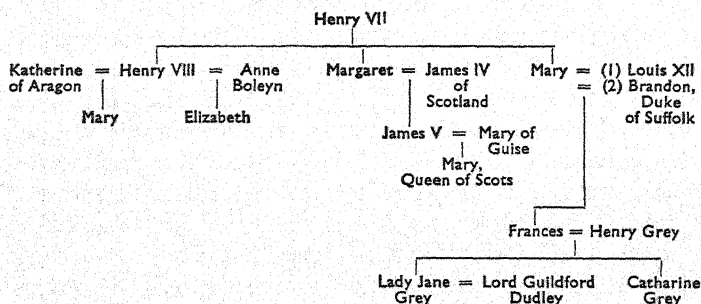 Henry VII
Katherine = Henry VIII = Anne Margaret = James IV Mary = (1) Louis XII
of Aragon Boleyn of = (2) Brandon,
Scotland Duke
Mary Elizabeth of Suffolk
James V = Mary of
Guise
Mary,
Queen of Scots
Frances = Henry Grey
Lady Jane = Lord Guildford Catharine
Grey Dudley Grey